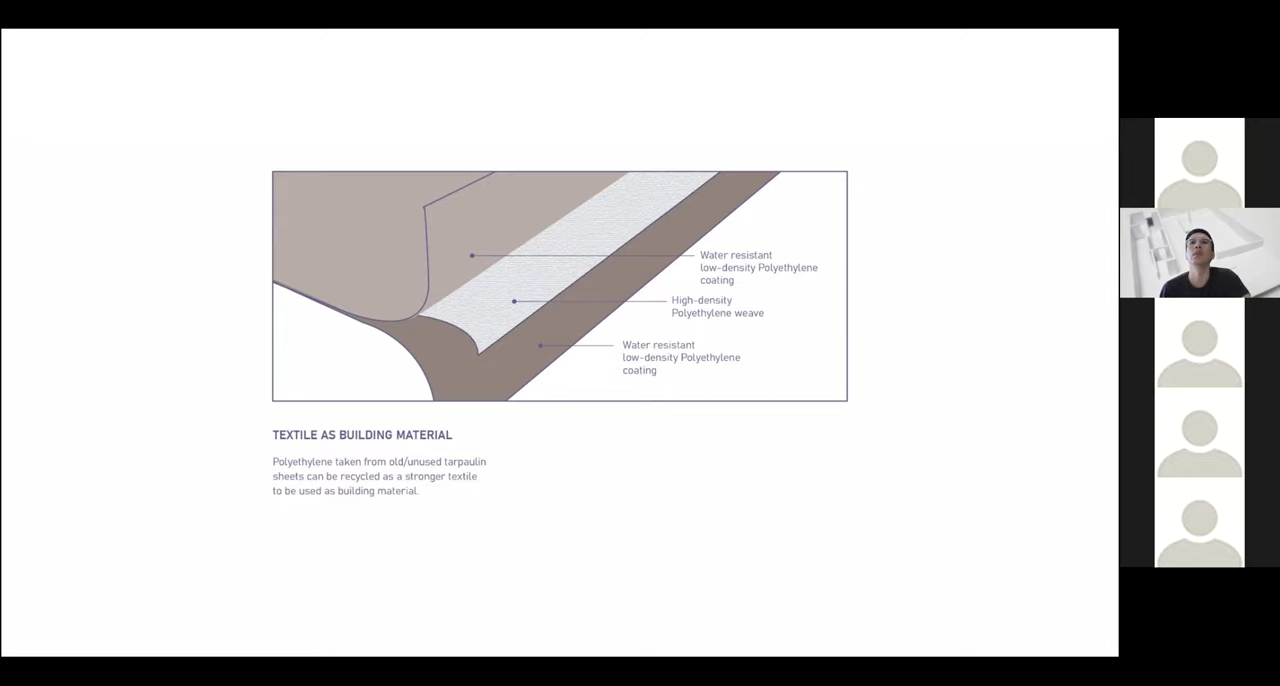 Water resistant
low-density Polyethylene
coating
High-density
Polyethylene weave
Water resistant
low-density Polyethylene
coating
TEXTILE AS BUILDING MATERIAL
Polyethylene taken from old/unused tarpaulin
sheets can be recycled as a stronger textile
to be used as building material.